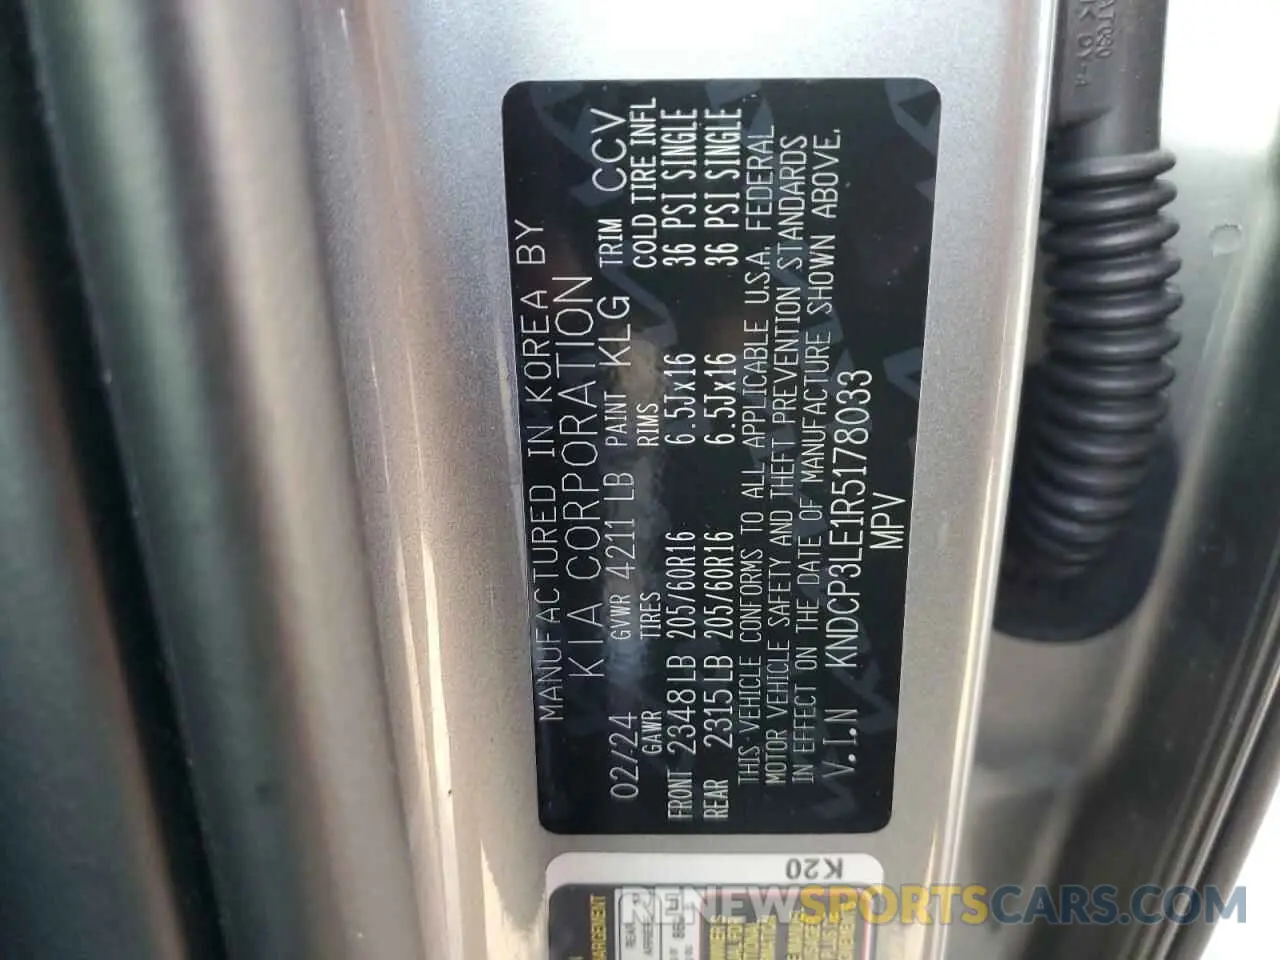 MANUFACTURED IN KOREA BY
KIA CORPORATION
02/24 GVWR 4211 LB PAINT KLG TRIM CCV
GAWR TIRES RIMS COLD TIRE INFL
FRONT 2348LB 205/60R16 6.5Jx16 36 PSI SINGLE
REAR 2315LB 205/60R16 6.5Jx16 36 PSI SINGLE
THIS VEHICLE CONFORMS TO ALL APPLICABLE U.S.A. FEDERAL
MOTOR VEHICLE SAFETY AND THEFT PREVENTION STANDARDS
IN EFFECT ON THE DATE OF MANUFACTURE SHOWN ABOVE.
V.I.N KNDCP3LE1R5178033
MPV
K20
RENEWSPORTSCARS.COM